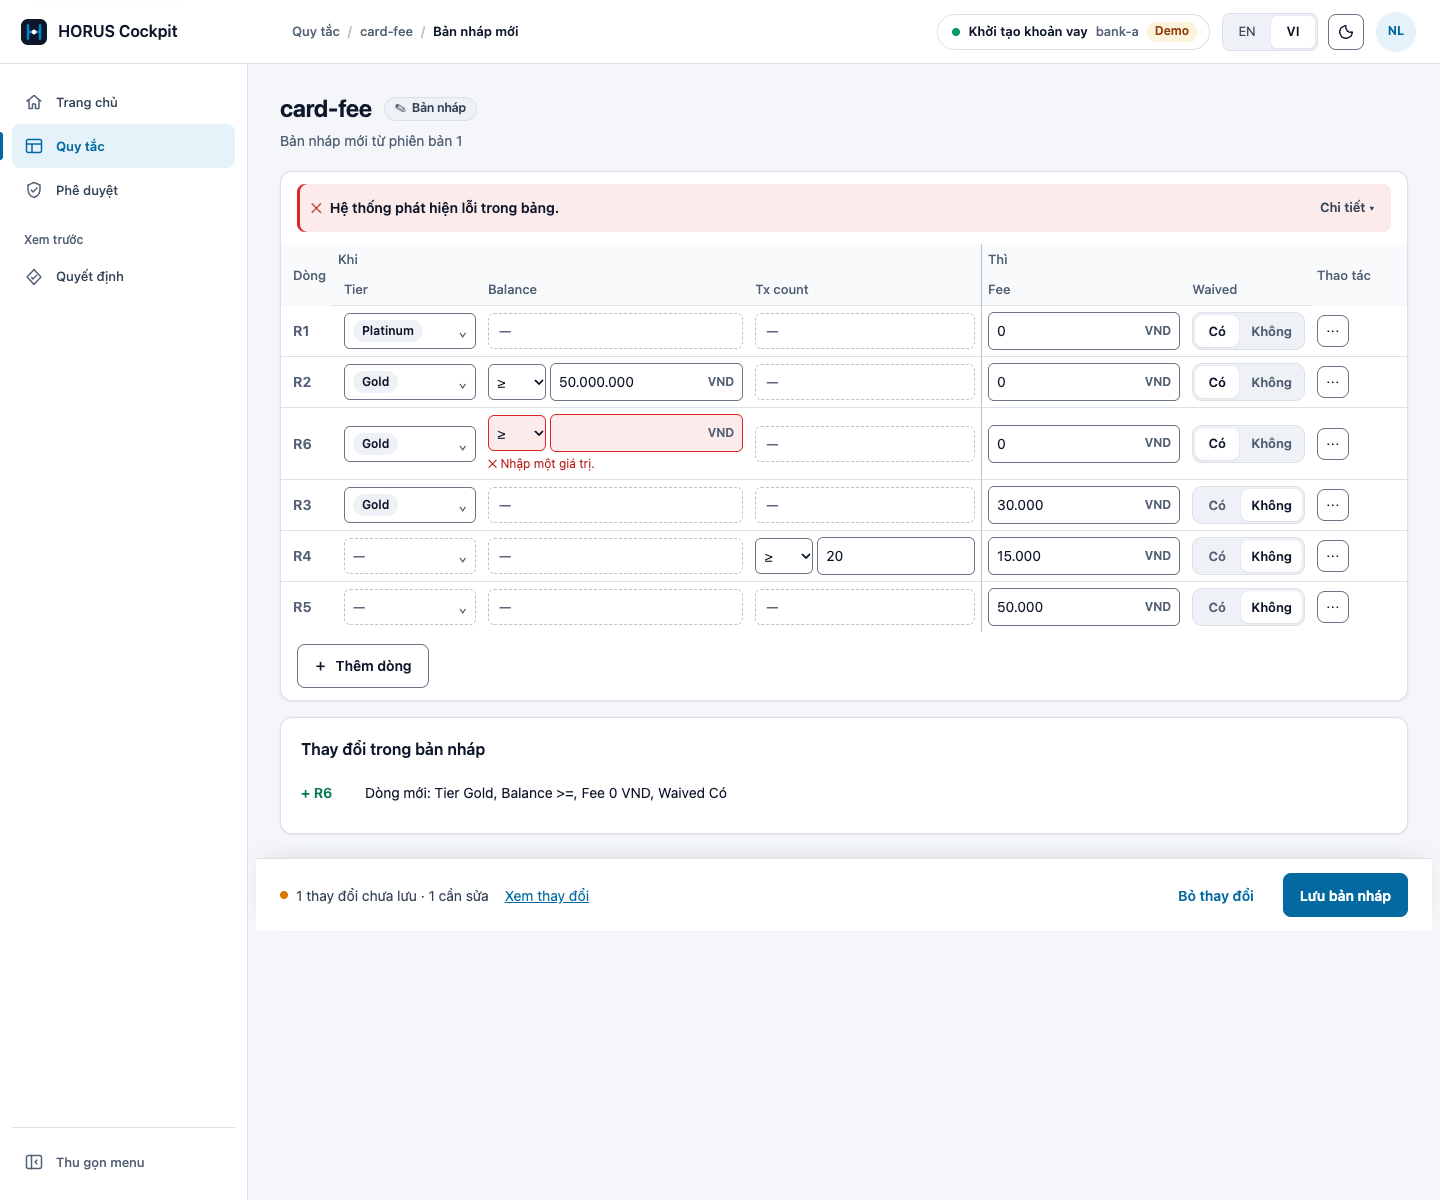 HORUS Cockpit
Quy tắc / card-fee / Bản nháp mới
Khởi tạo khoản vay bank-a Demo
EN VI
NL
Trang chủ
Quy tắc
Phê duyệt
Xem trước
Quyết định
Thu gọn menu
card-fee
Bản nháp
Bản nháp mới từ phiên bản 1
Hệ thống phát hiện lỗi trong bảng. Chi tiết
Dòng Khi Thì Thao tác
Tier Balance Tx count Fee Waived
R1 Platinum — — 0 VND Có Không ...
R2 Gold ≥ 50.000.000 VND — 0 VND Có Không ...
R6 Gold ≥ VND — 0 VND Có Không ...
Nhập một giá trị.
R3 Gold — — 30.000 VND Có Không ...
R4 — — ≥ 20 15.000 VND Có Không ...
R5 — — — 50.000 VND Có Không ...
+ Thêm dòng
Thay đổi trong bản nháp
+ R6 Dòng mới: Tier Gold, Balance >=, Fee 0 VND, Waived Có
1 thay đổi chưa lưu · 1 cần sửa Xem thay đổi
Bỏ thay đổi
Lưu bản nháp